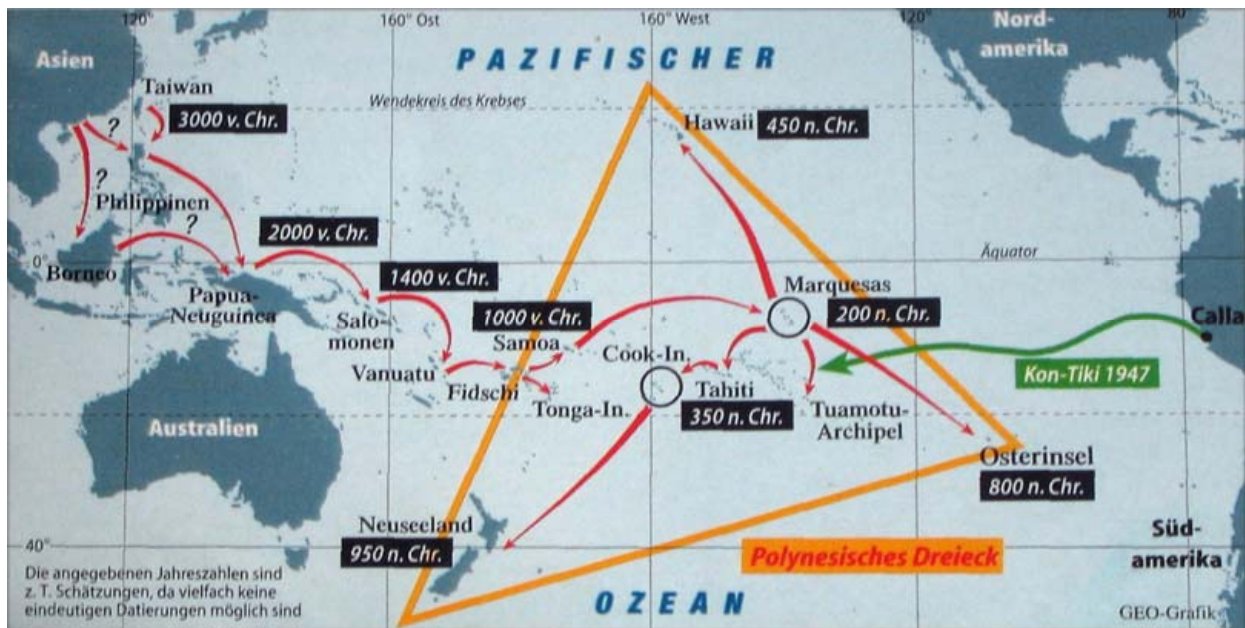 120°
160° Ost
160° West
120°
80°
Asien
Nord-
amerika
PAZIFISCHER
Taiwan
3000 v. Chr.
Wendekreis des Krebses
Hawaii
450 n. Chr.
?
?
Philippinen
?
2000 v. Chr.
0°
Borneo
Äquator
1400 v. Chr.
Papua-
Neuguinea
Marquesas
200 n. Chr.
1000 v. Chr.
Salo-
monen
Samoa
Cook-In.
Calla
Vanuatu
Fidschi
Tahiti
Kon-Tiki 1947
Tonga-In.
350 n. Chr.
Tuamotu-
Archipel
Australien
Osterinsel
800 n. Chr.
Neuseeland
950 n. Chr.
40°
Polynesisches Dreieck
Süd-
amerika
Die angegebenen Jahreszahlen sind
z. T. Schätzungen, da vielfach keine
eindeutigen Datierungen möglich sind
OZEAN
GEO-Grafik